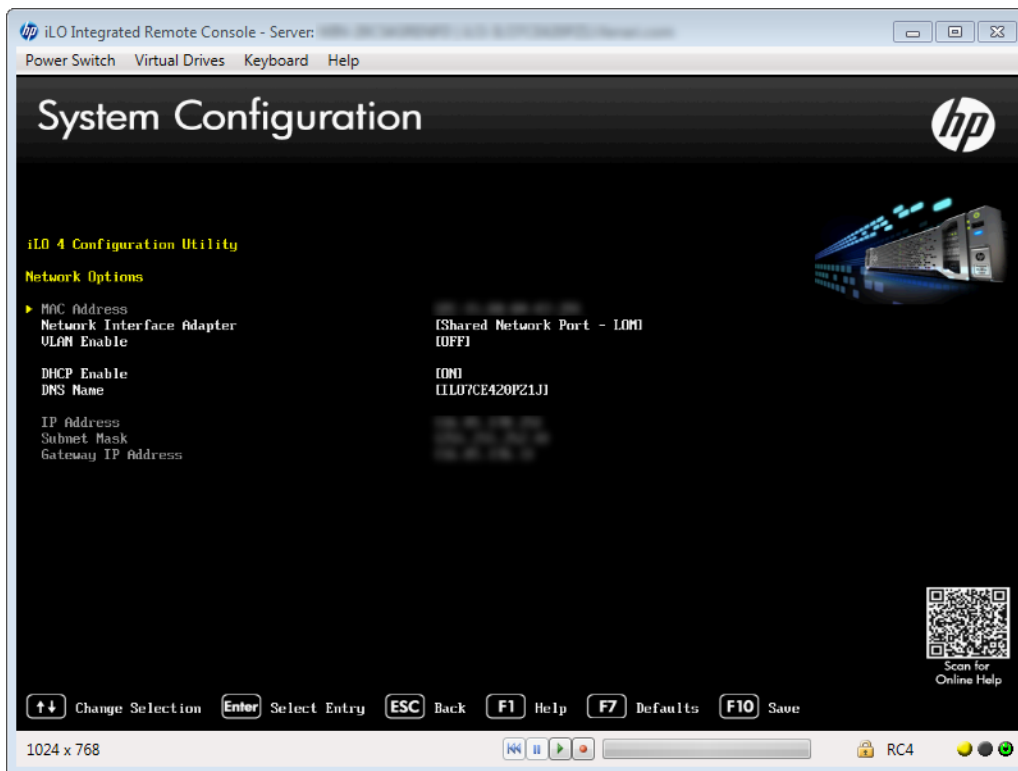 iLO Integrated Remote Console - Server:
Power Switch Virtual Drives Keyboard Help
System Configuration
hp
iLO 4 Configuration Utility
Network Options
MAC Address
Network Interface Adapter [Shared Network Port - LOM]
VLAN Enable [OFF]
DHCP Enable [ON]
DNS Name [ILO7CE420PZ1J]
IP Address
Subnet Mask
Gateway IP Address
Scan for
Online Help
Change Selection Enter Select Entry ESC Back F1 Help F7 Defaults F10 Save
1024 x 768 RC4